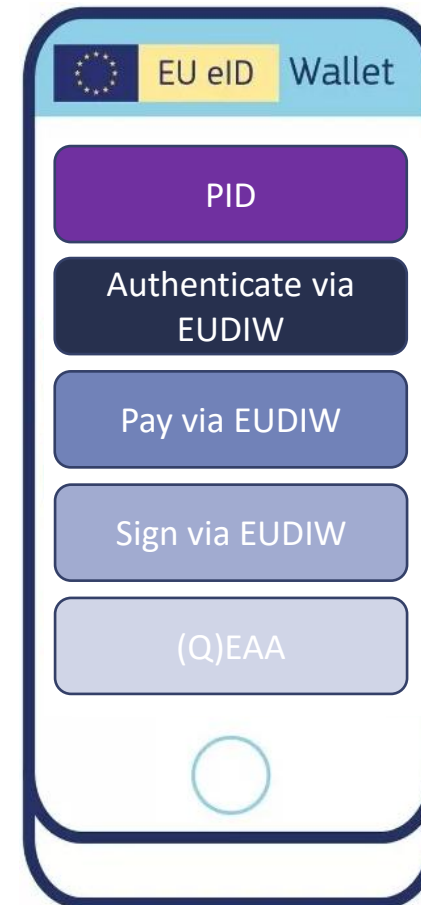 EU eID Wallet
PID
Authenticate via
EUDIW
Pay via EUDIW
Sign via EUDIW
(Q)EAA